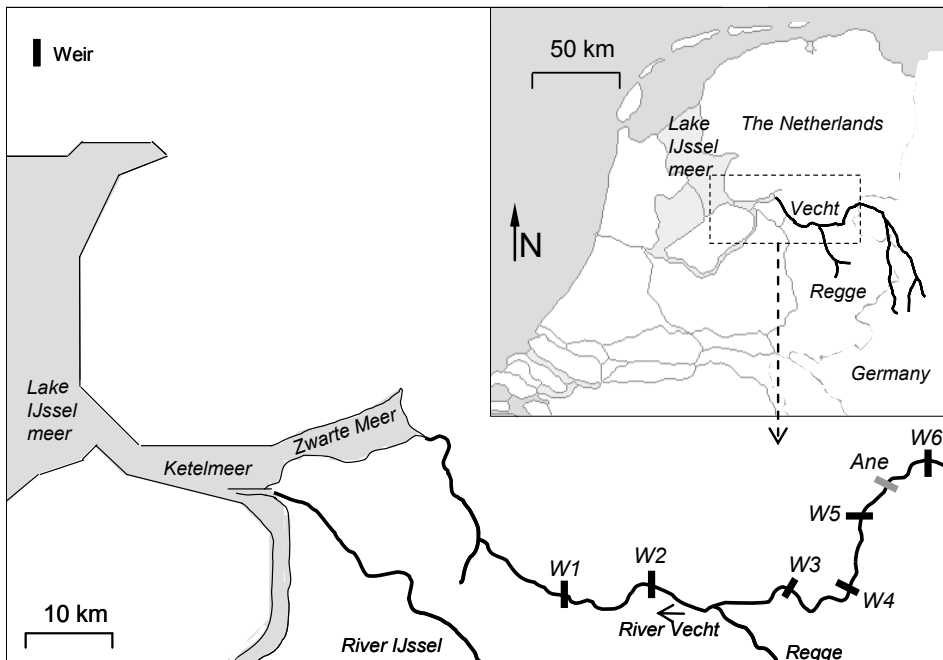 Weir
50 km
Lake
IJssel
meer
The Netherlands
N
Vecht
Regge
Germany
Lake
IJssel
meer
Ketelmeer
Zwarte Meer
W6
Ane
W5
W1
W2
W3
W4
10 km
River IJssel
River Vecht
Regge